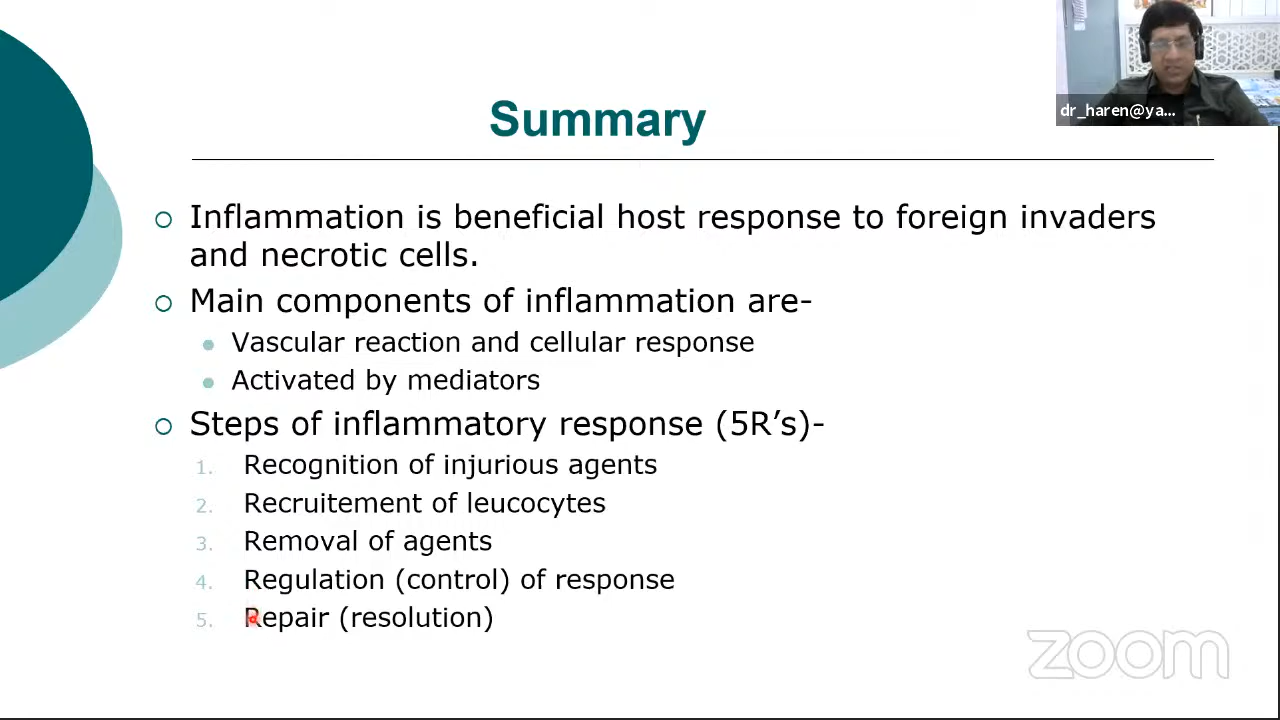 dr_haren@ya...
Summary
Inflammation is beneficial host response to foreign invaders
and necrotic cells.
Main components of inflammation are-
Vascular reaction and cellular response
Activated by mediators
Steps of inflammatory response (5R’s)-
1. Recognition of injurious agents
2. Recruitement of leucocytes
3. Removal of agents
4. Regulation (control) of response
5. Repair (resolution)
zoom